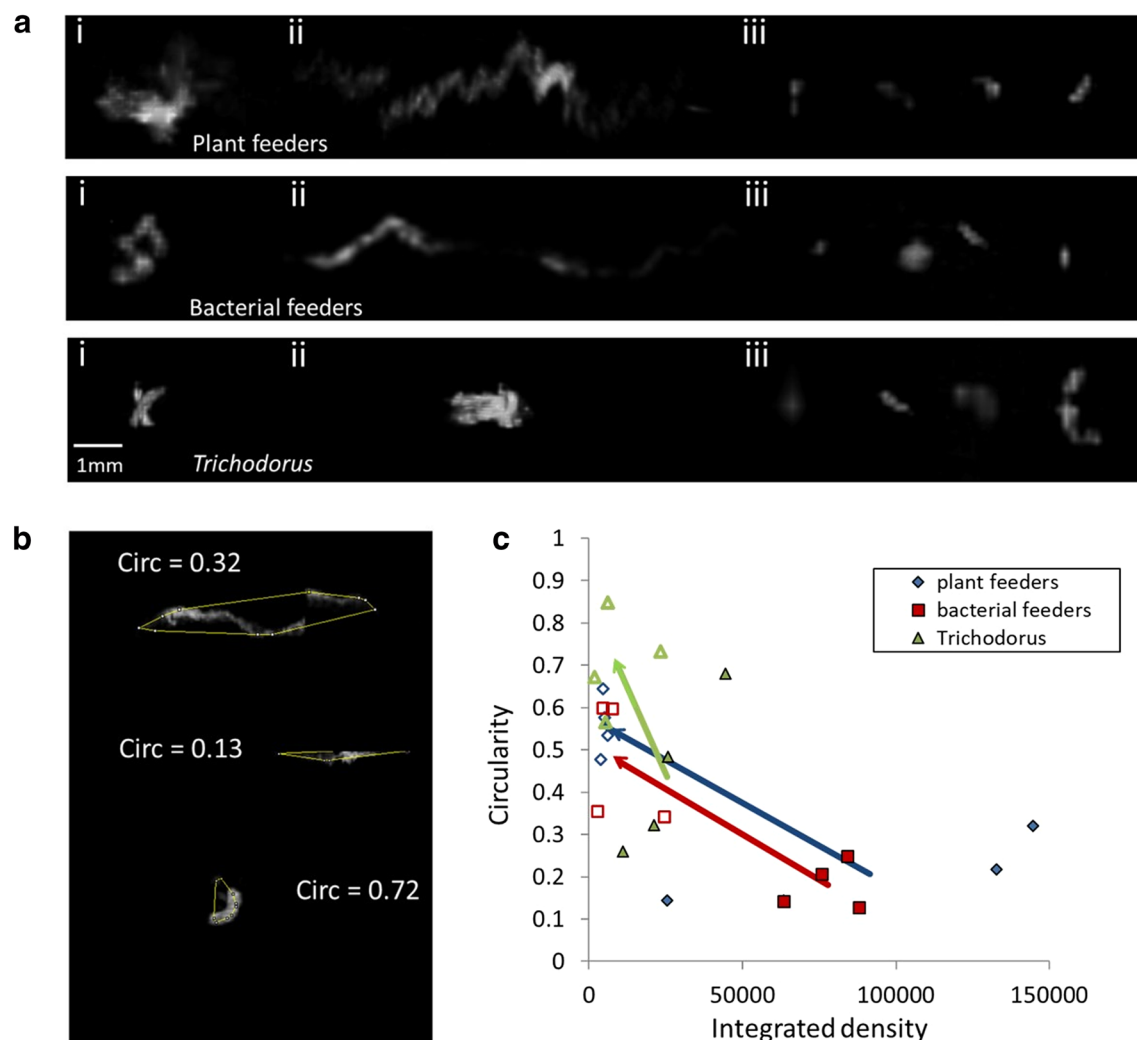 a
i ii iii
Plant feeders
i ii iii
Bacterial feeders
i ii iii
1mm
Trichodorus
b
Circ = 0.32
Circ = 0.13
Circ = 0.72
c
1
0.9
0.8
0.7
0.6
0.5
0.4
0.3
0.2
0.1
0
Circularity
plant feeders
bacterial feeders
Trichodorus
0 50000 100000 150000
Integrated density